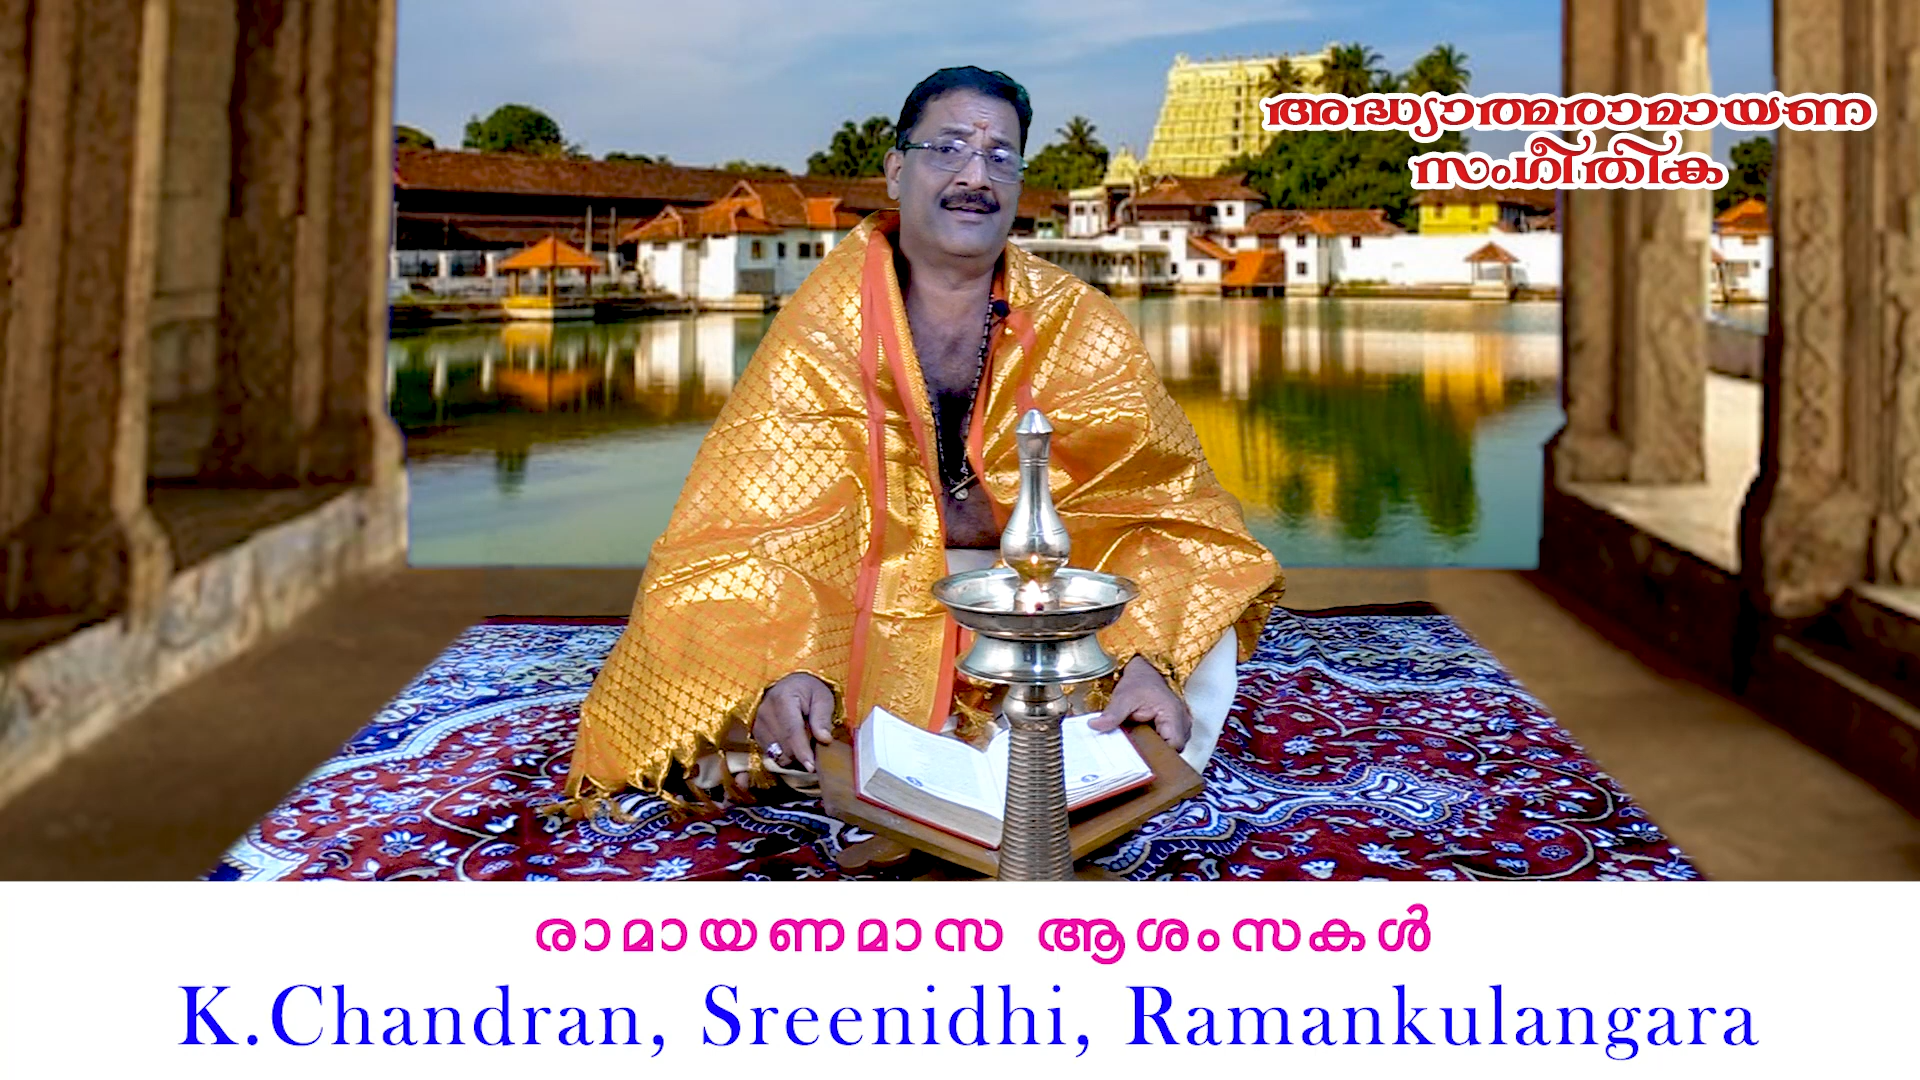 അദ്ധ്യാത്മരാമായണ
സംഗീതിക
രാമായണമാസ ആശംസകൾ
K.Chandran, Sreenidhi, Ramankulangara